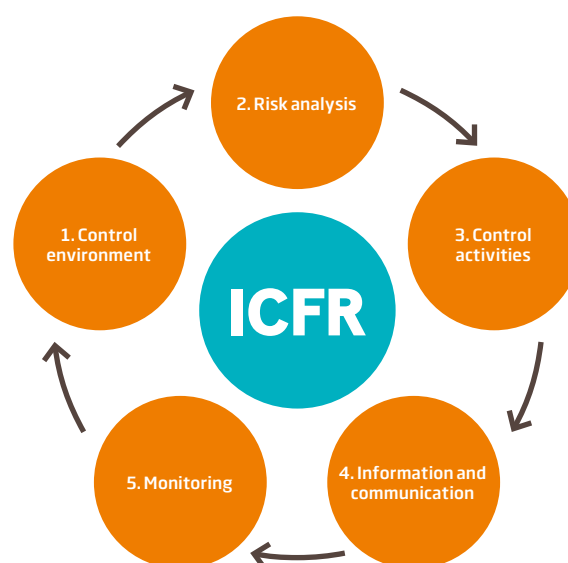 1. Control
environment
2. Risk analysis
3. Control
activities
4. Information and
communication
5. Monitoring
ICFR